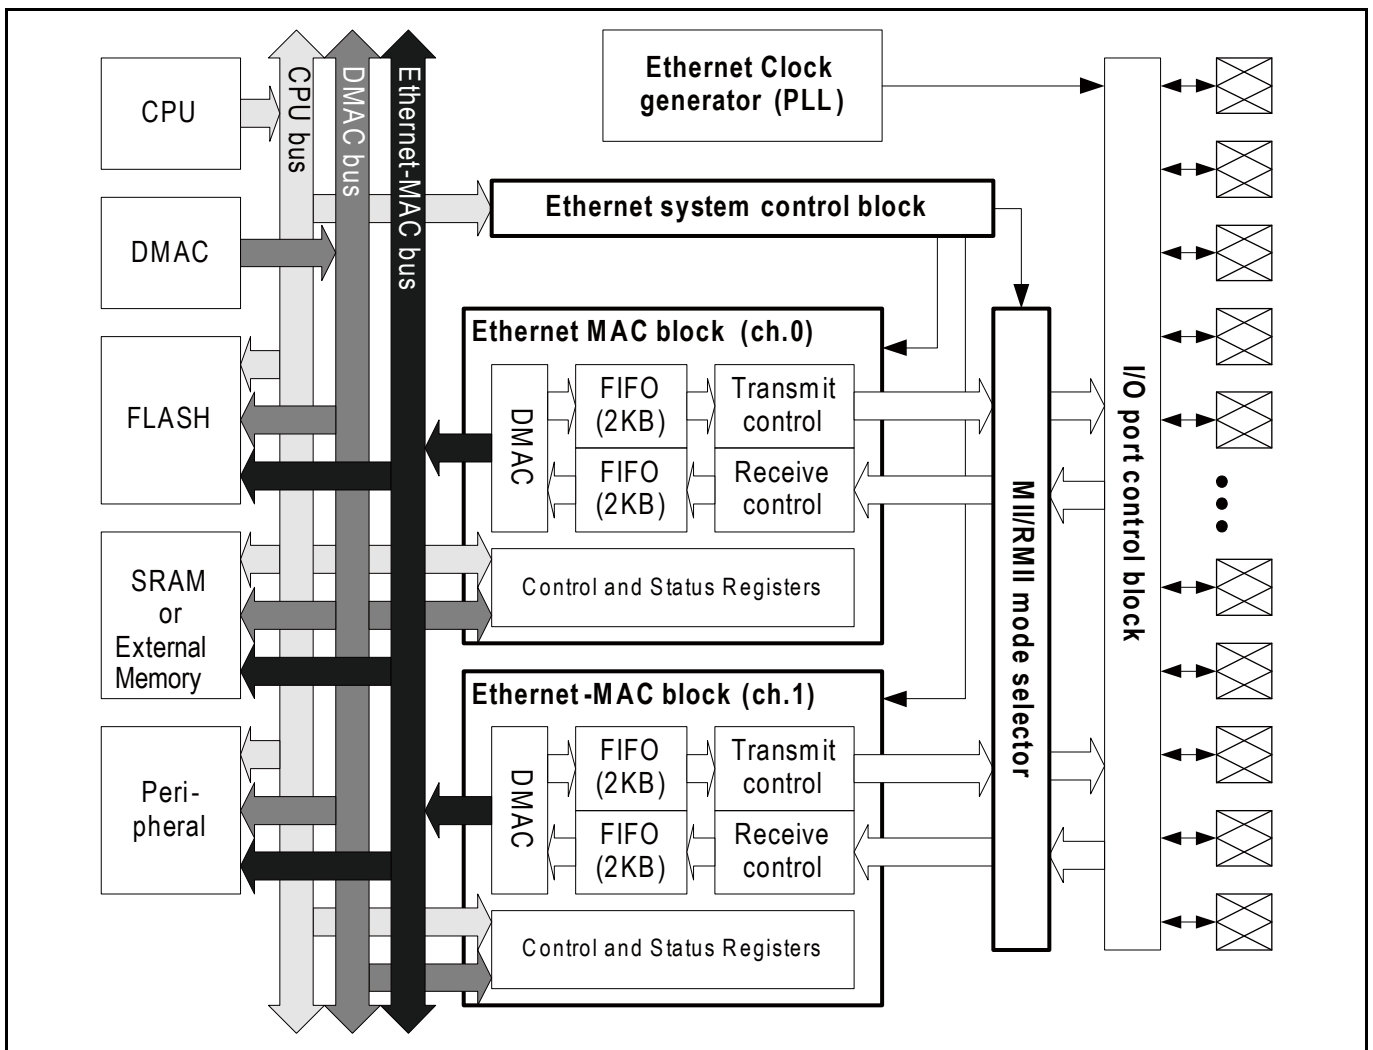 CPU
DMAC
FLASH
SRAM
or
External
Memory
Peri-
pheral
CPU bus
DMAC bus
Ethernet-MAC bus
Ethernet Clock
generator (PLL)
Ethernet system control block
Ethernet MAC block (ch.0)
DMAC
FIFO
(2KB)
Transmit
control
FIFO
(2KB)
Receive
control
Control and Status Registers
Ethernet-MAC block (ch.1)
DMAC
FIFO
(2KB)
Transmit
control
FIFO
(2KB)
Receive
control
Control and Status Registers
MII/RMII mode selector
I/O port control block